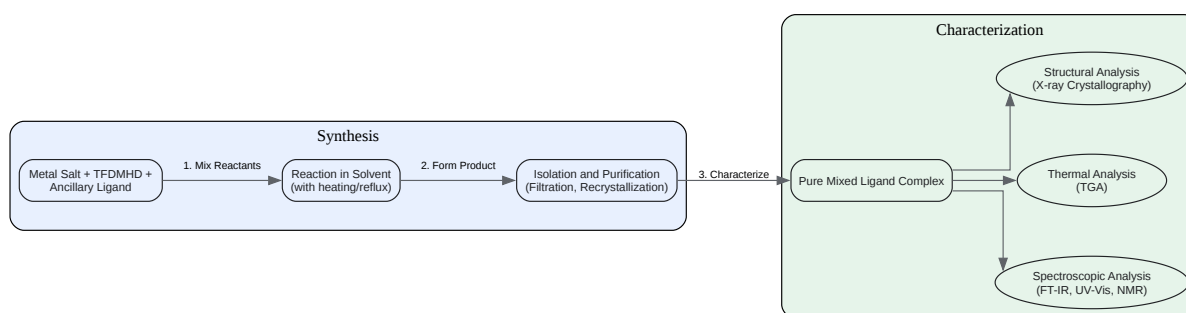 Characterization
Structural Analysis
(X-ray Crystallography)
Synthesis
Metal Salt + TFDMHD +
Ancillary Ligand
1. Mix Reactants
Reaction in Solvent
(with heating/reflux)
2. Form Product
Isolation and Purification
(Filtration, Recrystallization)
3. Characterize
Pure Mixed Ligand Complex
Thermal Analysis
(TGA)
Spectroscopic Analysis
(FT-IR, UV-Vis, NMR)